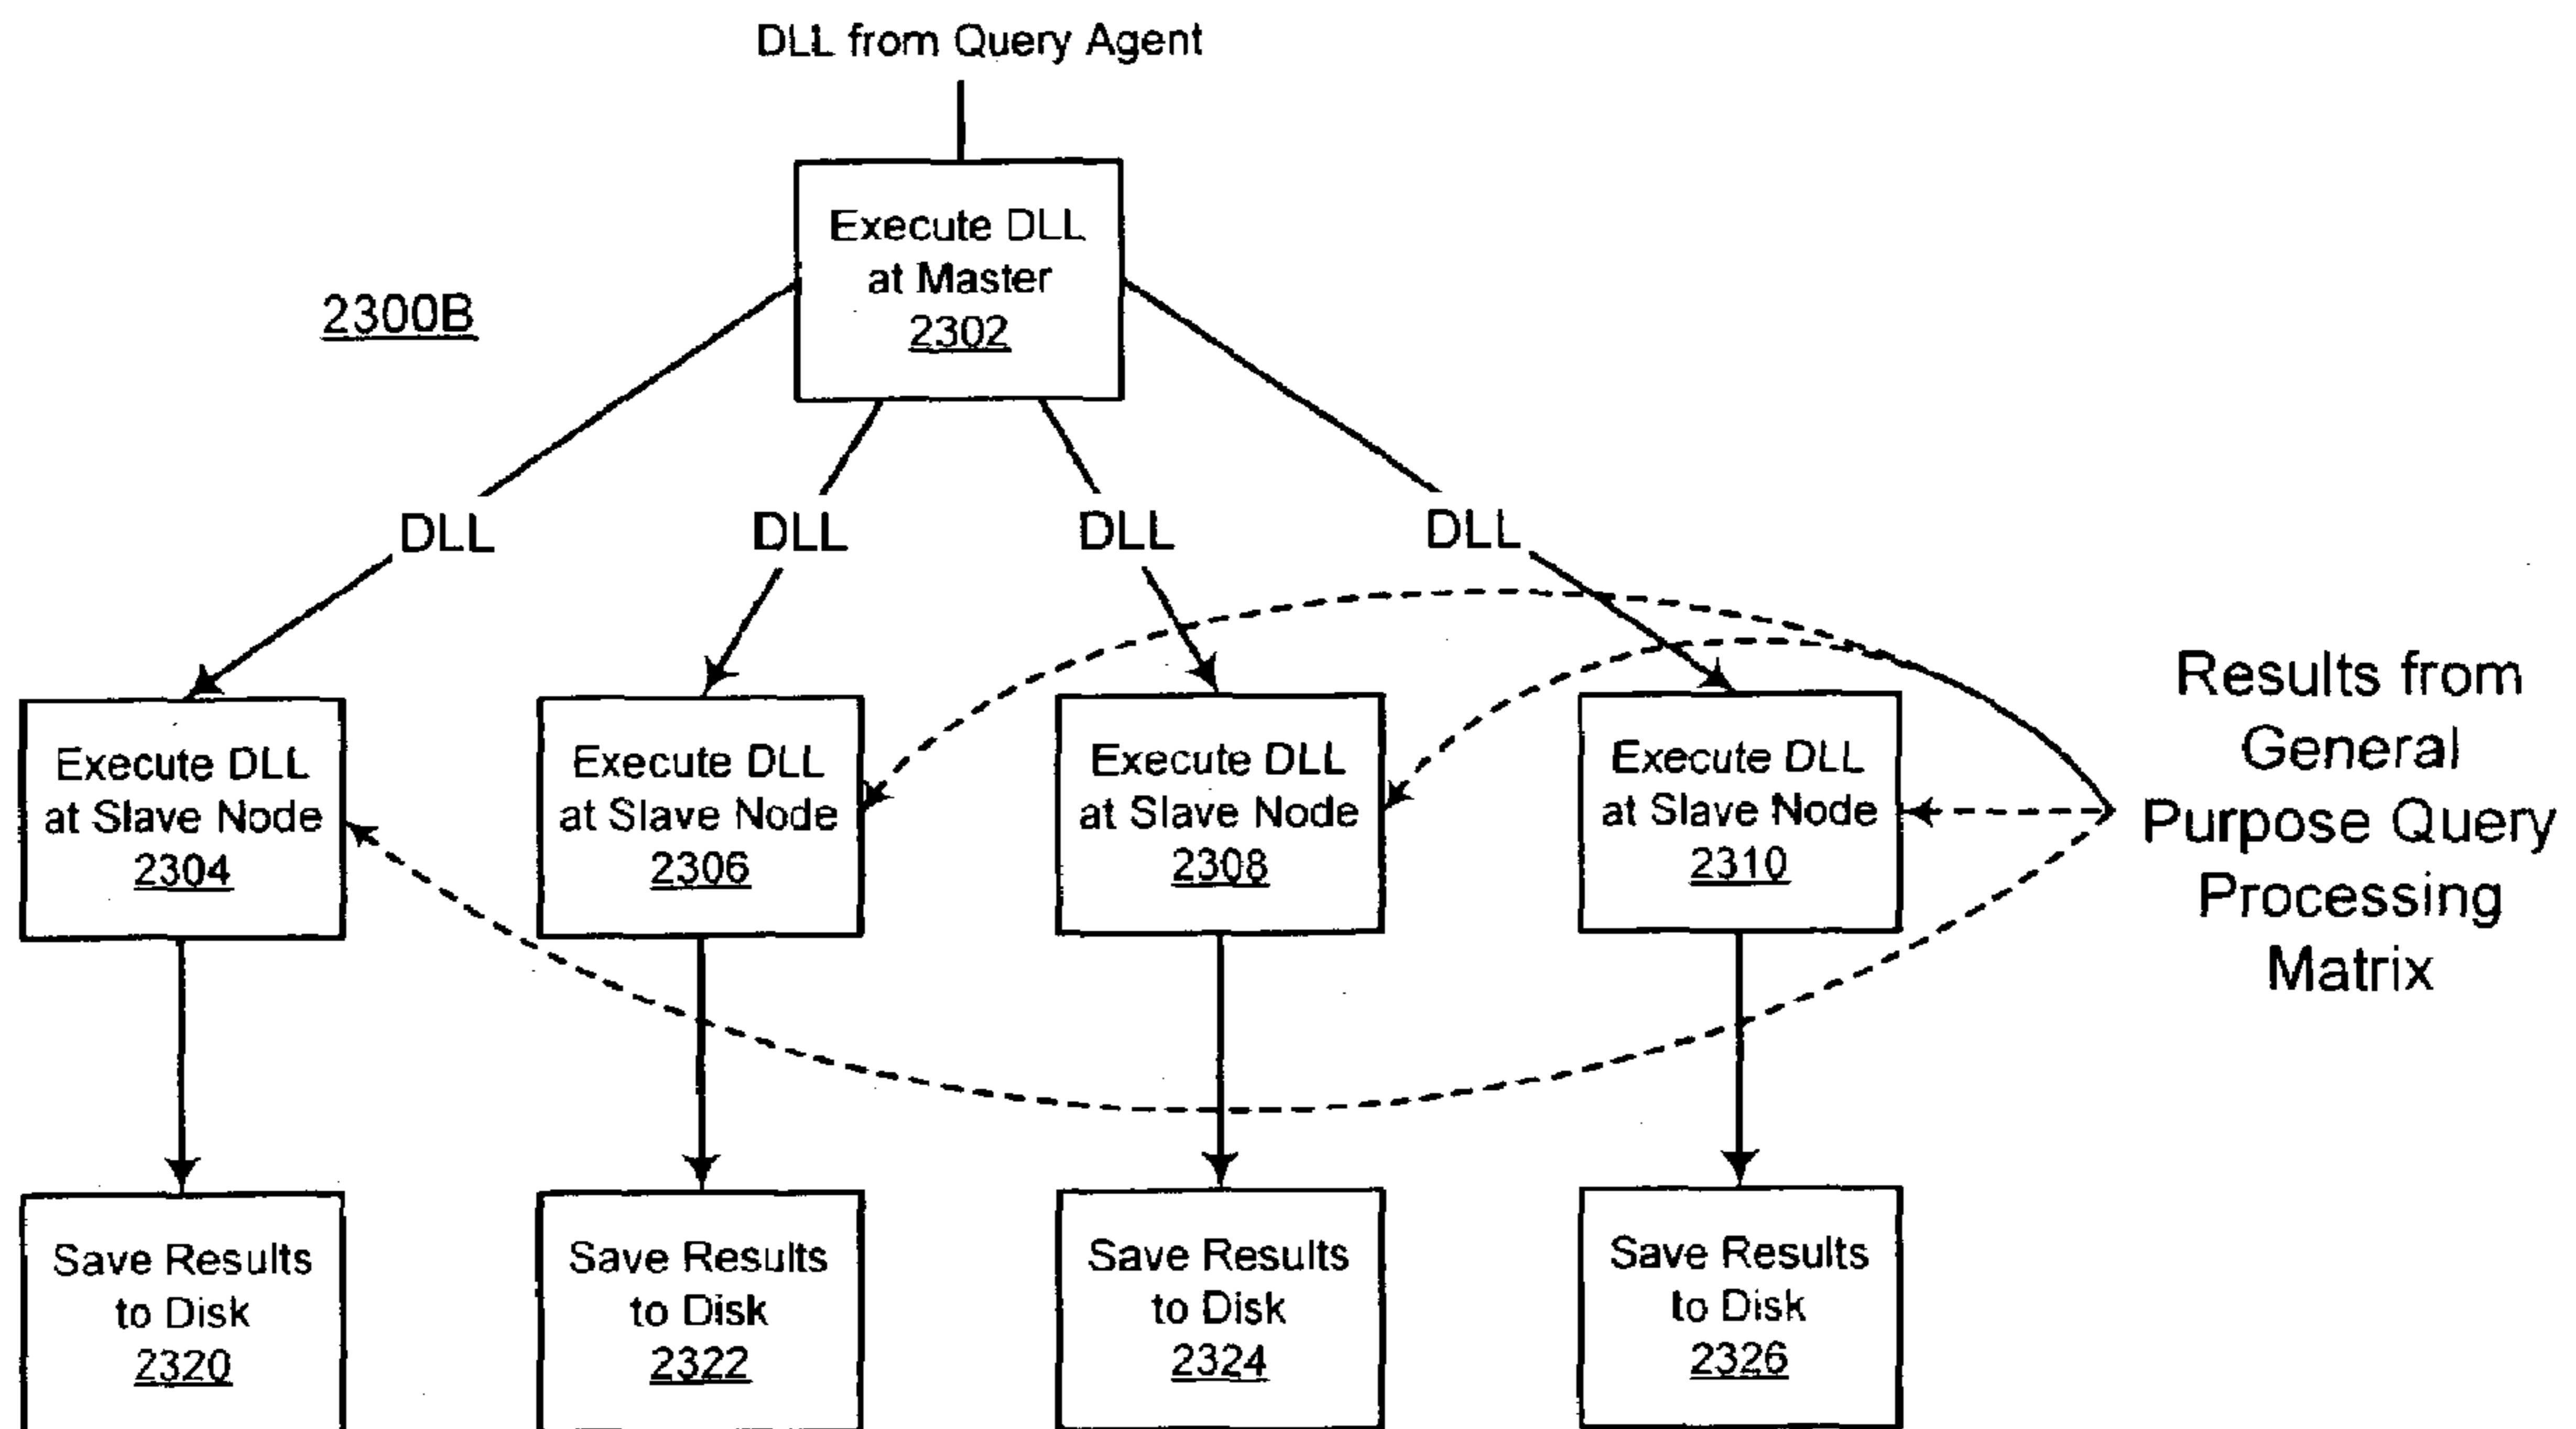 DLL from Query Agent
Execute DLL
at Master
2302
2300B
DLL
DLL
DLL
DLL
Execute DLL
at Slave Node
2304
Execute DLL
at Slave Node
2306
Execute DLL
at Slave Node
2308
Execute DLL
at Slave Node
2310
Results from
General
Purpose Query
Processing
Matrix
Save Results
to Disk
2320
Save Results
to Disk
2322
Save Results
to Disk
2324
Save Results
to Disk
2326